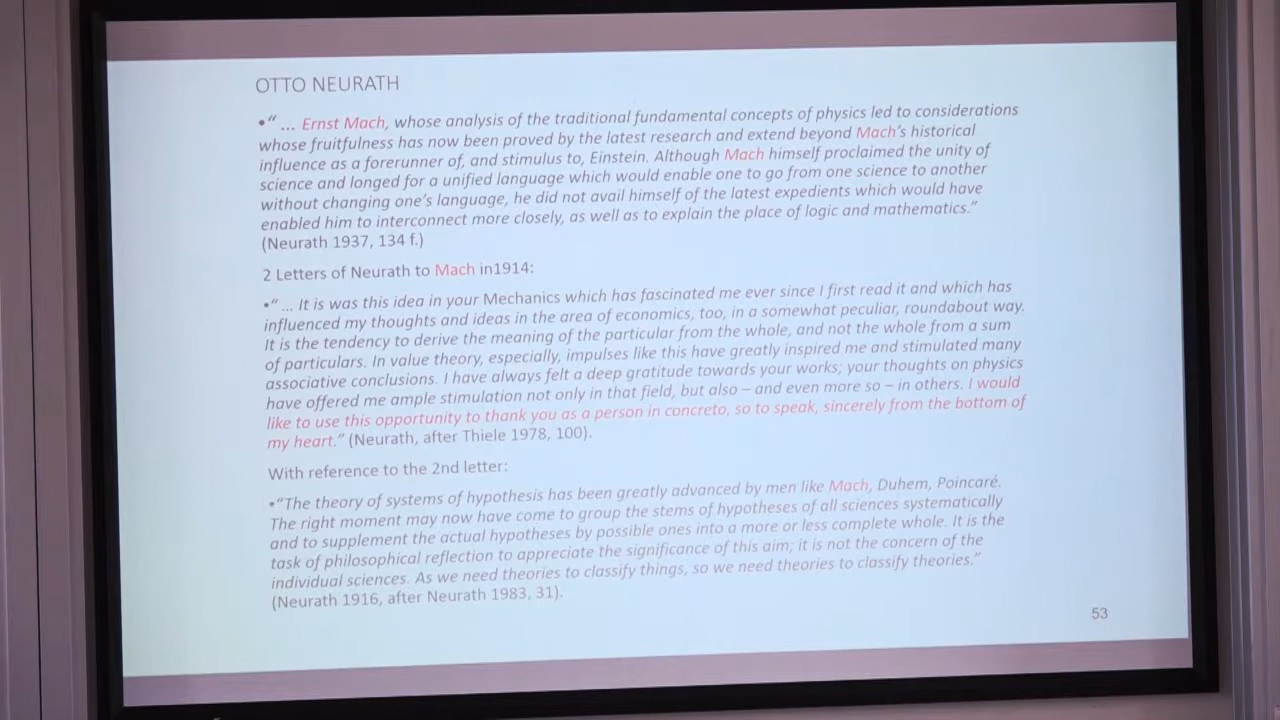 OTTO NEURATH
•“ ... Ernst Mach, whose analysis of the traditional fundamental concepts of physics led to considerations
whose fruitfulness has now been proved by the latest research and extend beyond Mach’s historical
influence as a forerunner of, and stimulus to, Einstein. Although Mach himself proclaimed the unity of
science and longed for a unified language which would enable one to go from one science to another
without changing one’s language, he did not avail himself of the latest expedients which would have
enabled him to interconnect more closely, as well as to explain the place of logic and mathematics.”
(Neurath 1937, 134 f.)
2 Letters of Neurath to Mach in1914:
•“ ... It is was this idea in your Mechanics which has fascinated me ever since I first read it and which has
influenced my thoughts and ideas in the area of economics, too, in a somewhat peculiar, roundabout way.
It is the tendency to derive the meaning of the particular from the whole, and not the whole from a sum
of particulars. In value theory, especially, impulses like this have greatly inspired me and stimulated many
associative conclusions. I have always felt a deep gratitude towards your works; your thoughts on physics
have offered me ample stimulation not only in that field, but also – and even more so – in others. I would
like to use this opportunity to thank you as a person in concreto, so to speak, sincerely from the bottom of
my heart.” (Neurath, after Thiele 1978, 100).
With reference to the 2nd letter:
•“The theory of systems of hypothesis has been greatly advanced by men like Mach, Duhem, Poincaré.
The right moment may now have come to group the stems of hypotheses of all sciences systematically
and to supplement the actual hypotheses by possible ones into a more or less complete whole. It is the
task of philosophical reflection to appreciate the significance of this aim; it is not the concern of the
individual sciences. As we need theories to classify things, so we need theories to classify theories.”
(Neurath 1916, after Neurath 1983, 31).
53